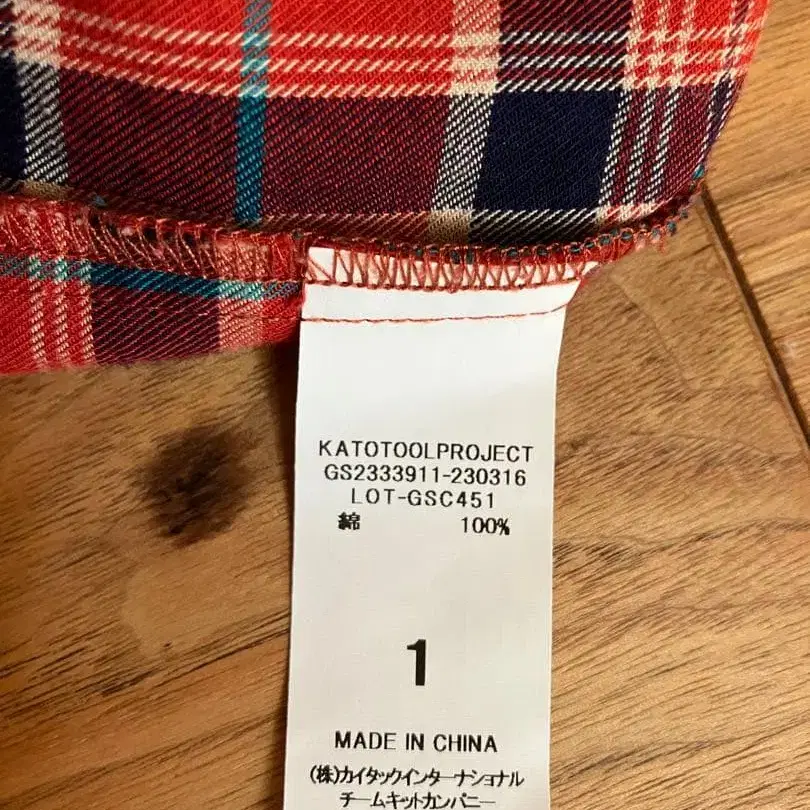 KATOTOOLPROJECT
GS2333911-230316
LOT-GSC451
綿 100%
1
MADE IN CHINA
(株)カイタックインターナショナル
チームキットカンパニー